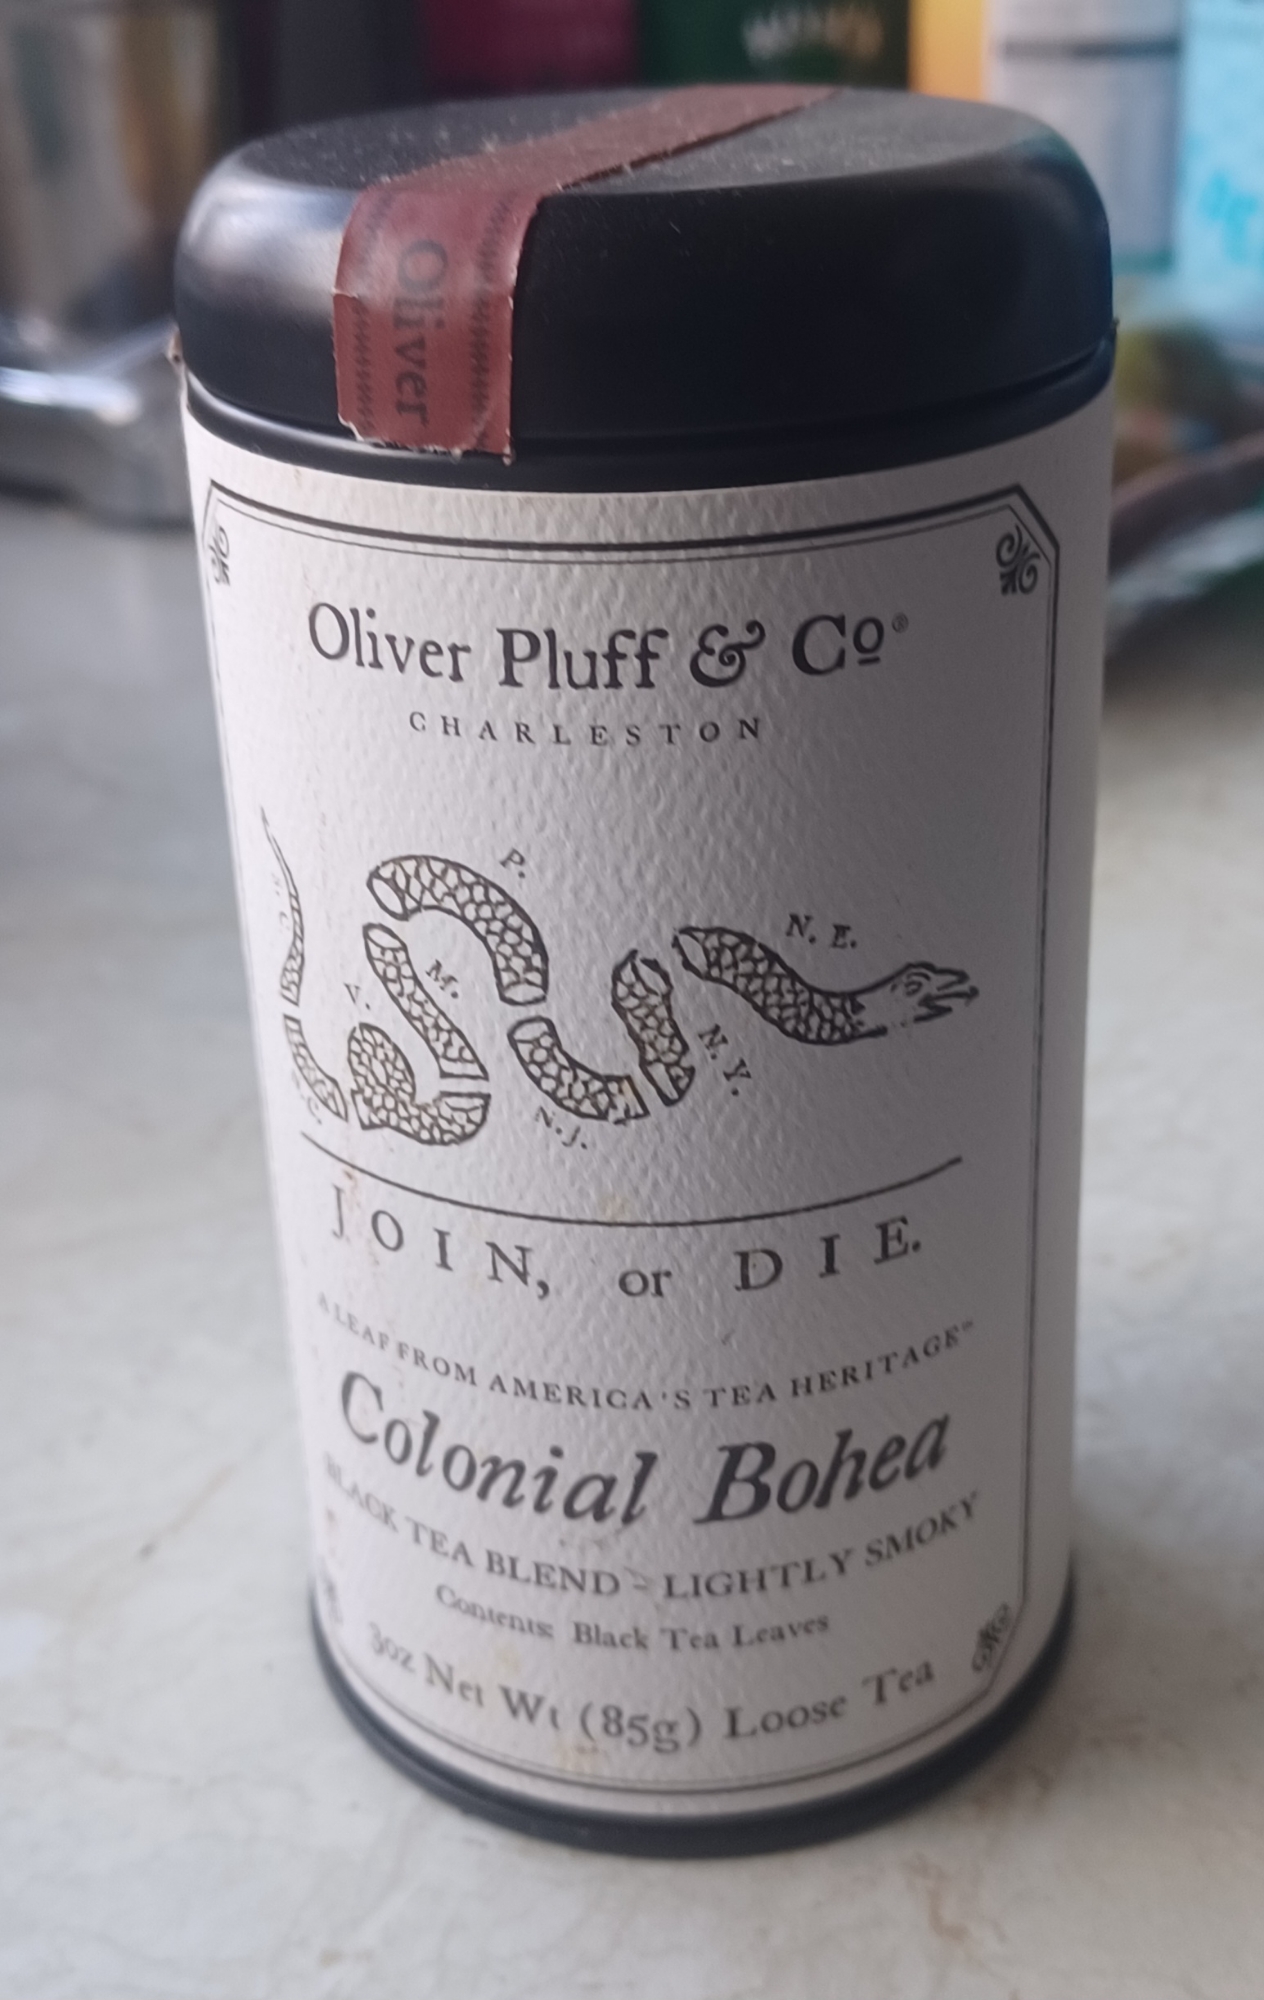 Oliver
Oliver Pluff & Co®
CHARLESTON
P.
N. E.
M.
V.
N. Y.
N. J.
C.
JOIN, or DIE.
A LEAF FROM AMERICA'S TEA HERITAGE™
Colonial Bohea
BLACK TEA BLEND - LIGHTLY SMOKY
Contents: Black Tea Leaves
3oz Net Wt (85g) Loose Tea